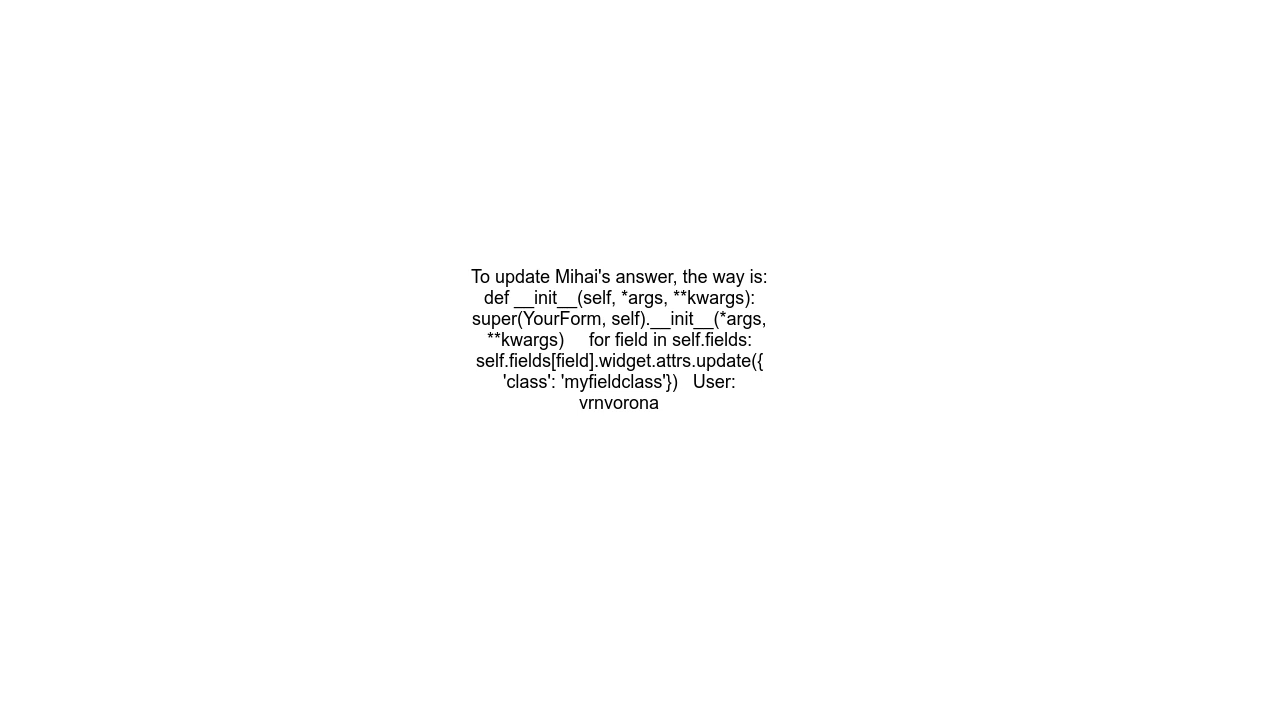 To update Mihai's answer, the way is:
def __init__(self, *args, **kwargs):
super(YourForm, self).__init__(*args,
**kwargs)     for field in self.fields:
self.fields[field].widget.attrs.update({
'class': 'myfieldclass'})   User:
vrnvorona